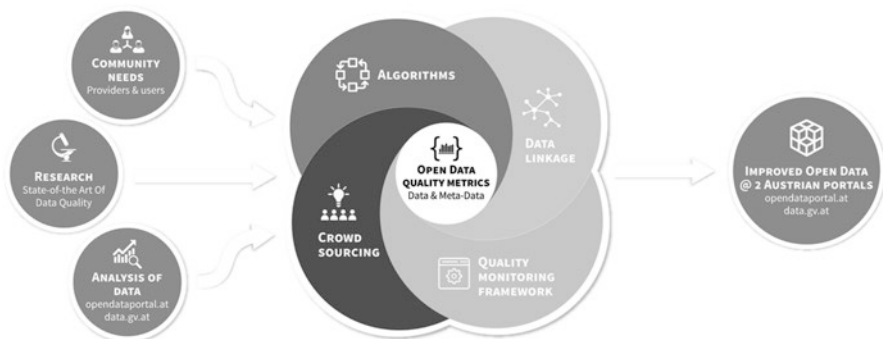 COMMUNITY
NEEDS
Providers & users
RESEARCH
State-of-the Art Of
Data Quality
ANALYSIS OF
DATA
opendataportal.at
data.gv.at
ALGORITHMS
DATA
LINKAGE
OPEN DATA
QUALITY METRICS
Data & Meta-Data
CROWD
SOURCING
QUALITY
MONITORING
FRAMEWORK
IMPROVED OPEN DATA
@ 2 AUSTRIAN PORTALS
opendataportal.at
data.gv.at